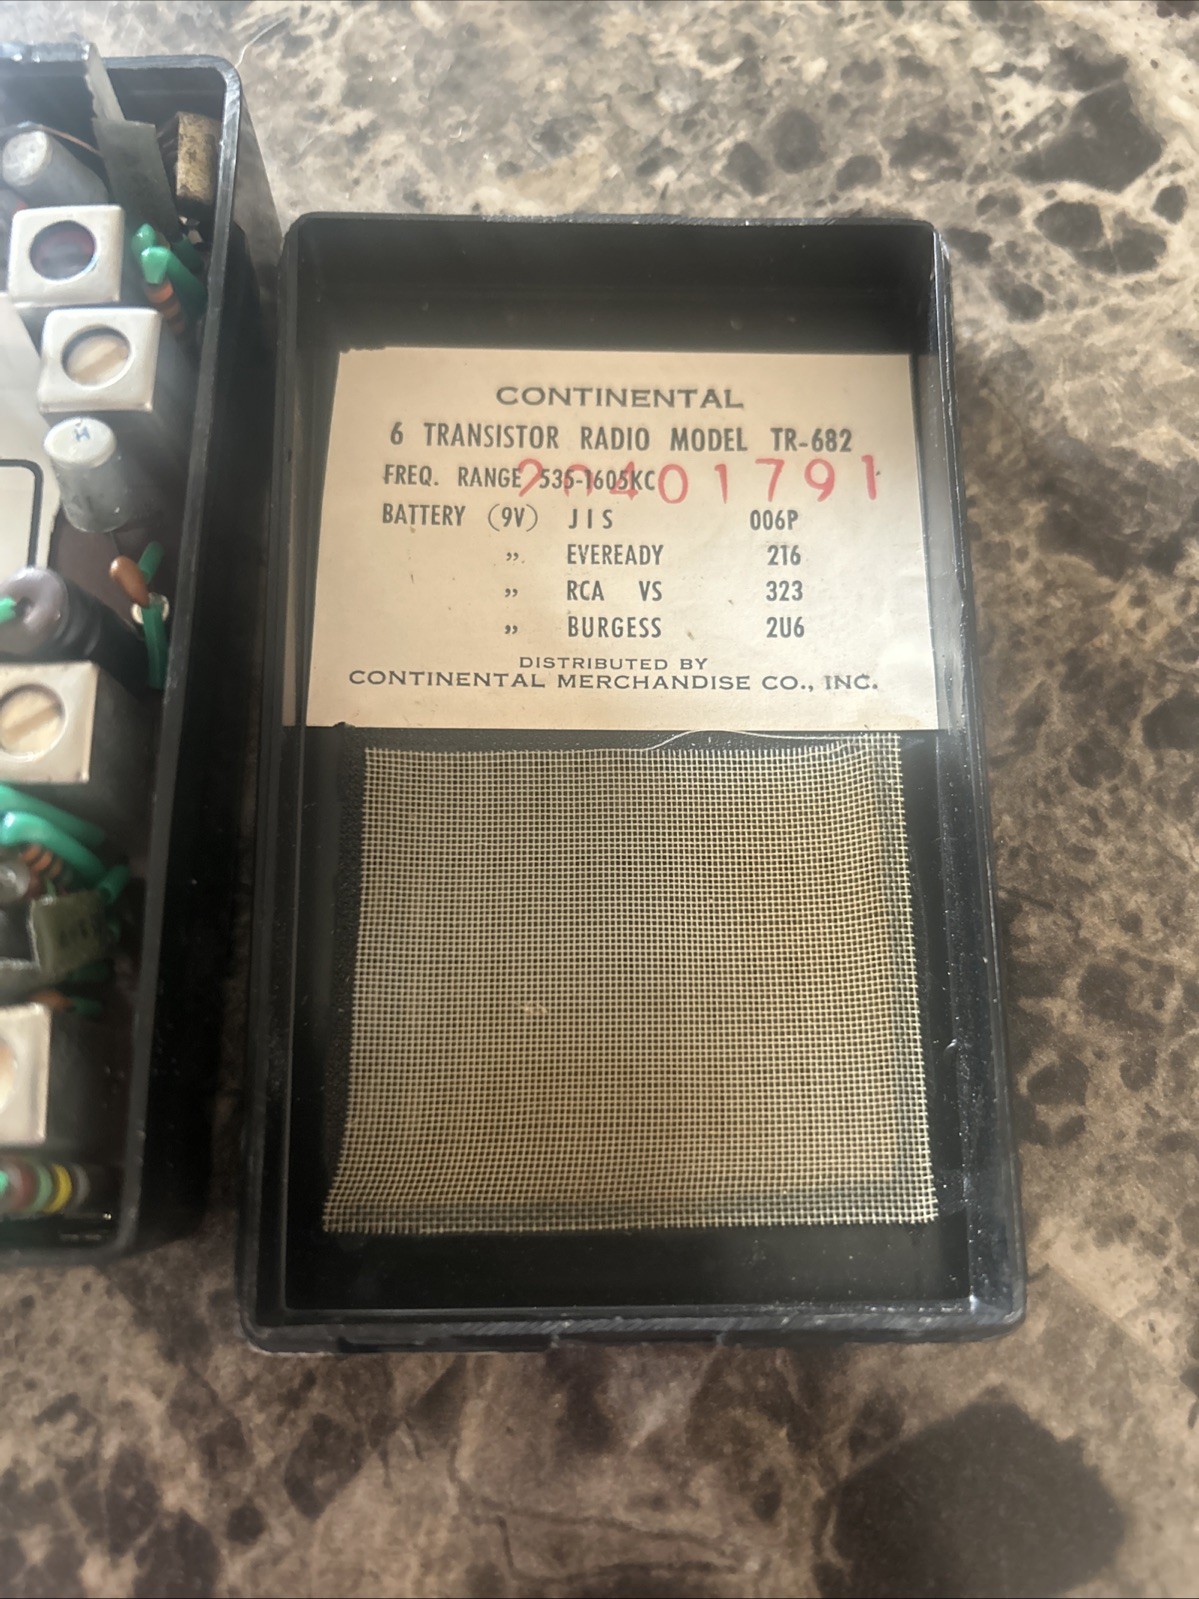 CONTINENTAL
6 TRANSISTOR RADIO MODEL TR-682
FREQ. RANGE 535-1605KC
20401791
BATTERY (9V) JIS 006P
„ EVEREADY 216
„ RCA VS 323
„ BURGESS 2U6
DISTRIBUTED BY
CONTINENTAL MERCHANDISE CO., INC.
H